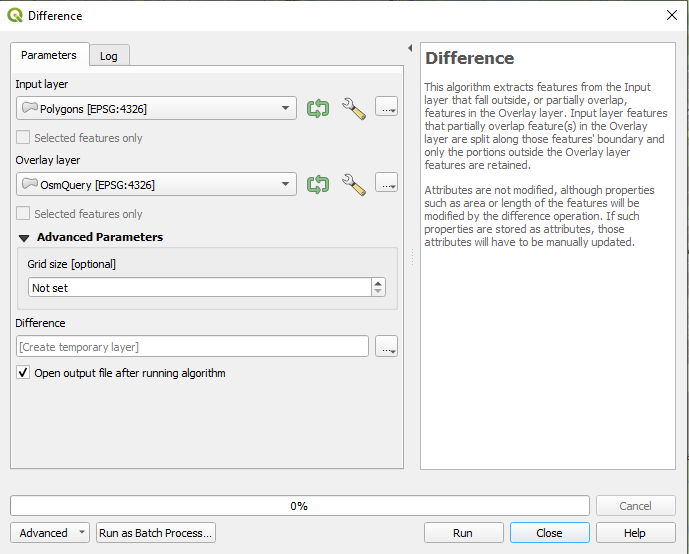 Difference
Parameters
Log
Input layer
Polygons [EPSG:4326]
...
Selected features only
Overlay layer
OsmQuery [EPSG:4326]
...
Selected features only
Advanced Parameters
Grid size [optional]
Not set
Difference
[Create temporary layer]
...
Open output file after running algorithm
Difference
This algorithm extracts features from the Input
layer that fall outside, or partially overlap,
features in the Overlay layer. Input layer features
that partially overlap feature(s) in the Overlay
layer are split along those features' boundary and
only the portions outside the Overlay layer
features are retained.
Attributes are not modified, although properties
such as area or length of the features will be
modified by the difference operation. If such
properties are stored as attributes, those
attributes will have to be manually updated.
0%
Cancel
Advanced
Run as Batch Process...
Run
Close
Help